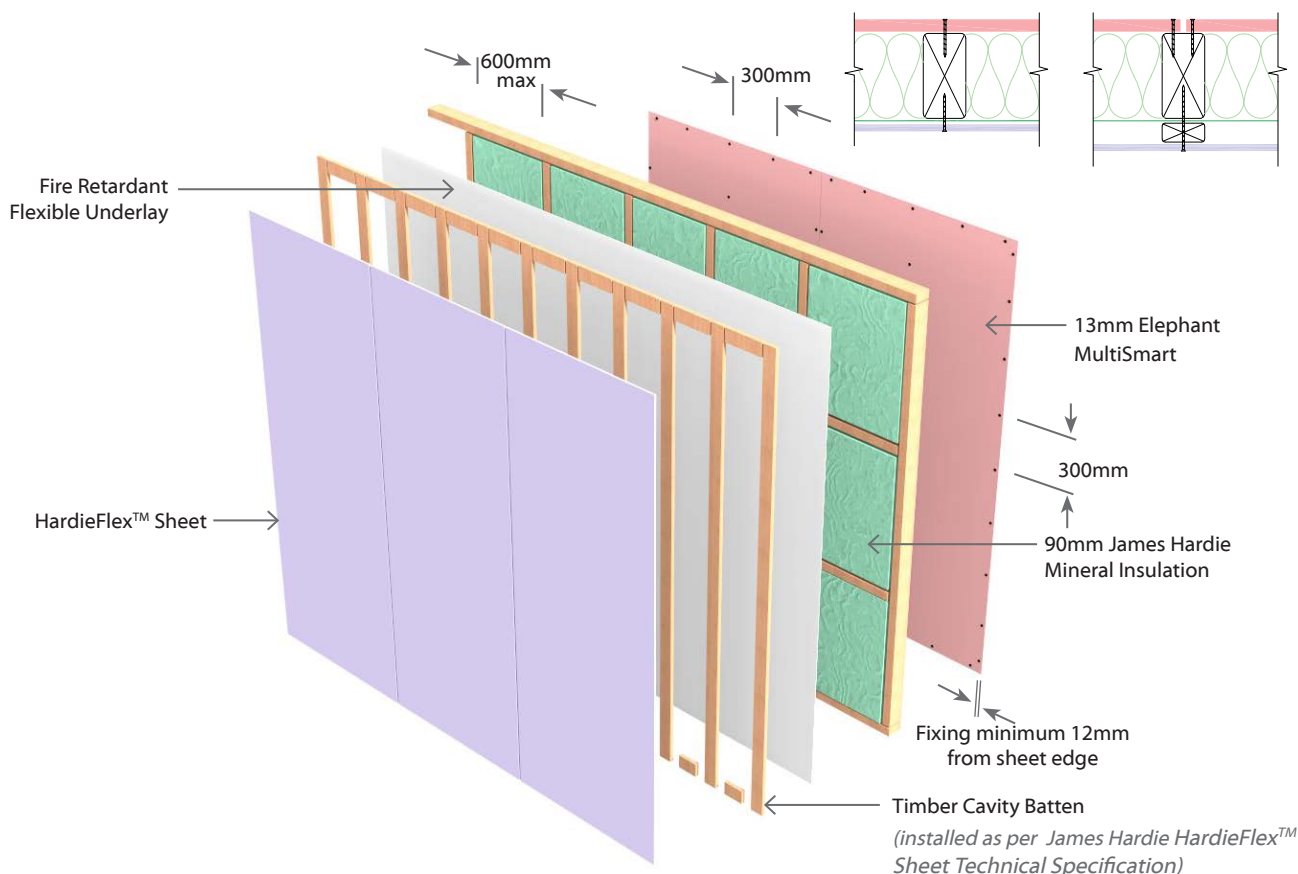 600mm
max
300mm
Fire Retardant
Flexible Underlay
13mm Elephant
MultiSmart
300mm
HardieFlex™ Sheet
90mm James Hardie
Mineral Insulation
Fixing minimum 12mm
from sheet edge
Timber Cavity Batten
(installed as per James Hardie HardieFlex™
Sheet Technical Specification)